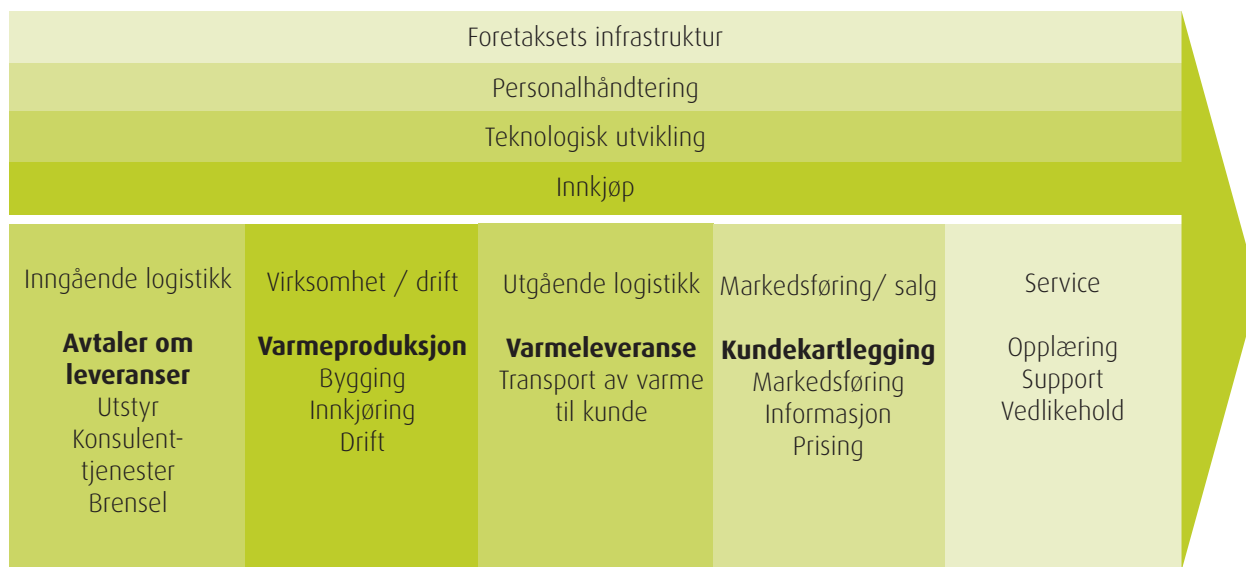 Foretaksets infrastruktur
Personalhåndtering
Teknologisk utvikling
Innkjøp
Inngående logistikk
Avtaler om
leveranser
Utstyr
Konsulent-
tjenester
Brensel
Virksomhet / drift
Varmeproduksjon
Bygging
Innkjøring
Drift
Utgående logistikk
Varmeleveranse
Transport av varme
til kunde
Markedsføring/ salg
Kundekartlegging
Markedsføring
Informasjon
Prising
Service
Opplæring
Support
Vedlikehold